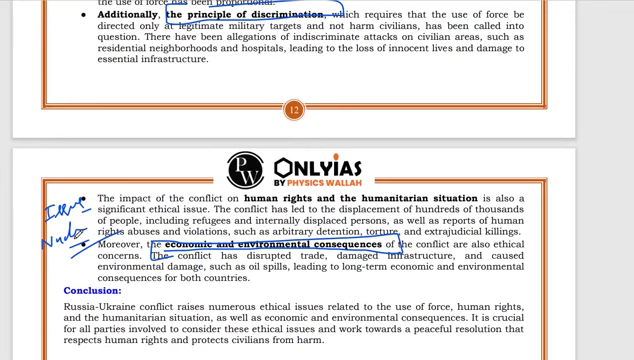 the use of force has been proportional.
• Additionally, the principle of discrimination, which requires that the use of force be
directed only at legitimate military targets and not harm civilians, has been called into
question. There have been allegations of indiscriminate attacks on civilian areas, such as
residential neighborhoods and hospitals, leading to the loss of innocent lives and damage to
essential infrastructure.
12
PW ONLYIAS
BY PHYSICS WALLAH
• The impact of the conflict on human rights and the humanitarian situation is also a
significant ethical issue. The conflict has led to the displacement of hundreds of thousands
of people, including refugees and internally displaced persons, as well as reports of human
rights abuses and violations, such as arbitrary detention, torture, and extrajudicial killings.
• Moreover, the economic and environmental consequences of the conflict are also ethical
concerns. The conflict has disrupted trade, damaged infrastructure, and caused
environmental damage, such as oil spills, leading to long-term economic and environmental
consequences for both countries.
Conclusion:
Russia-Ukraine conflict raises numerous ethical issues related to the use of force, human rights,
and the humanitarian situation, as well as economic and environmental consequences. It is crucial
for all parties involved to consider these ethical issues and work towards a peaceful resolution that
respects human rights and protects civilians from harm.